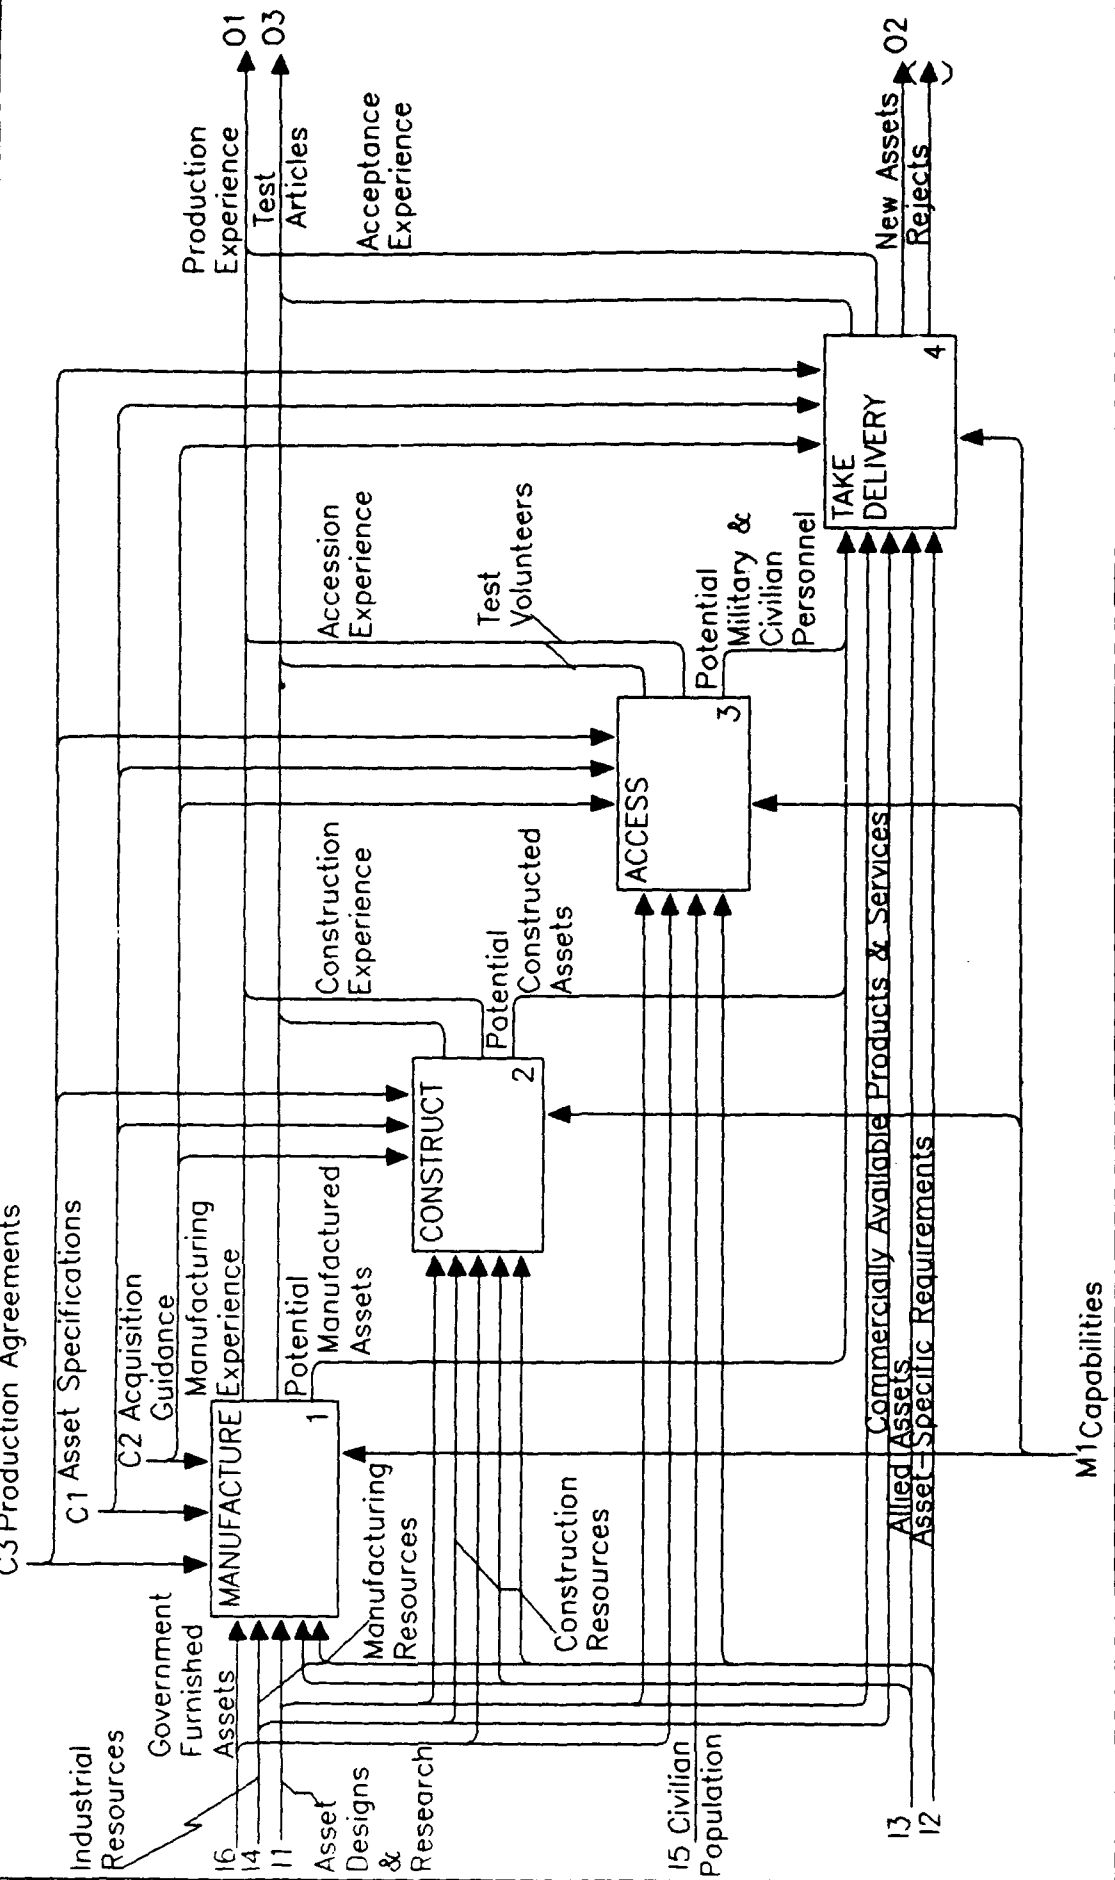 C3 Production Agreements
C1 Asset Specifications
C2 Acquisition
Guidance
Industrial
Resources
Government
Furnished
Assets
I6
I4
I1
Asset
Designs
&
Research
MANUFACTURE
1
Manufacturing
Experience
Potential
Manufactured
Assets
Manufacturing
Resources
Construction
Resources
CONSTRUCT
2
Construction
Experience
Potential
Constructed
Assets
I5 Civilian
Population
ACCESS
3
Accession
Experience
Test
Volunteers
Potential
Military &
Civilian
Personnel
TAKE
DELIVERY
4
Production
Experience
Test
Articles
Acceptance
Experience
O1
O3
New Assets
Rejects
O2
Commercially Available Products & Services
Allied Assets
Asset-Specific Requirements
I3
I2
M1 Capabilities